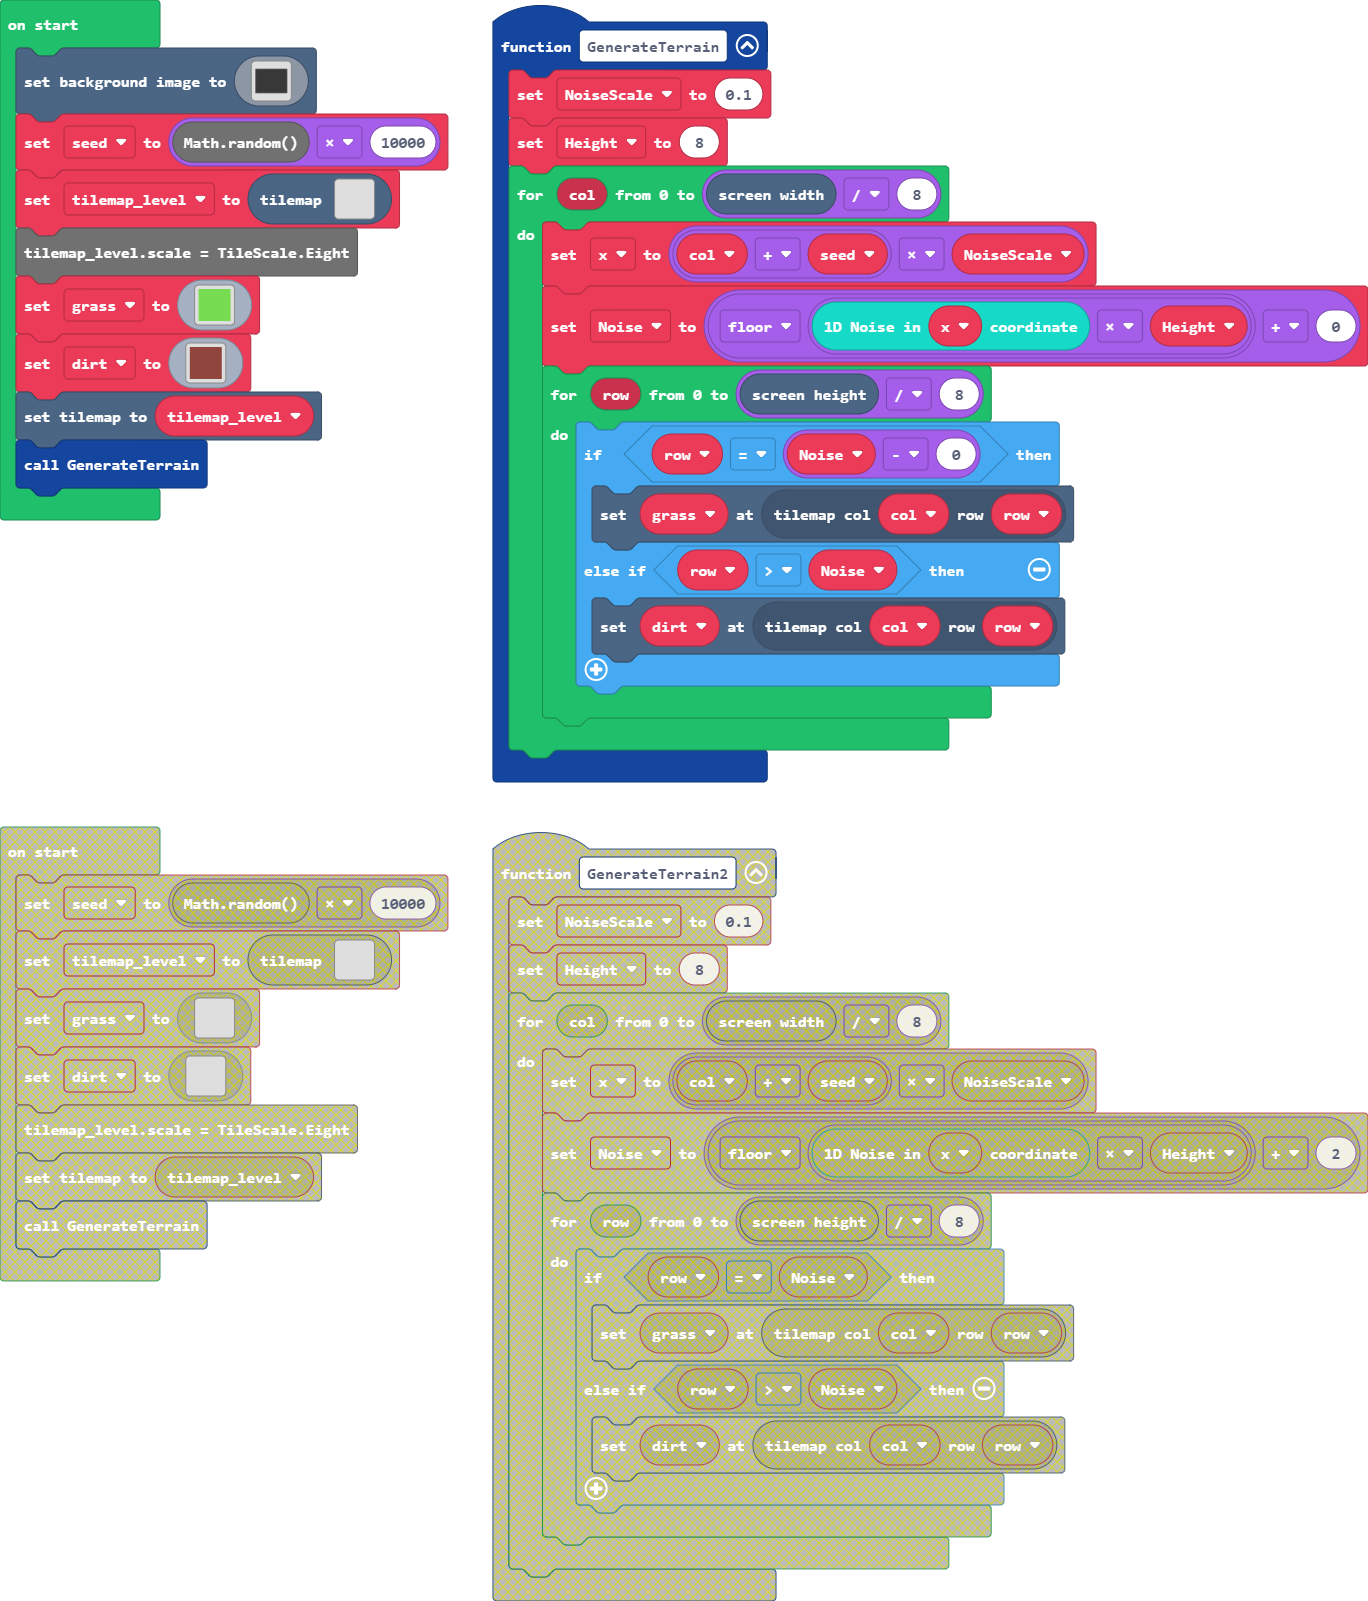 on start
set background image to
set seed to Math.random() × 10000
set tilemap_level to tilemap
tilemap_level.scale = TileScale.Eight
set grass to
set dirt to
set tilemap to tilemap_level
call GenerateTerrain
function GenerateTerrain
set NoiseScale to 0.1
set Height to 8
for col from 0 to screen width / 8
do
set x to col + seed × NoiseScale
set Noise to floor 1D Noise in x coordinate × Height + 0
for row from 0 to screen height / 8
do
if row = Noise - 0 then
set grass at tilemap col col row row
else if row > Noise then
set dirt at tilemap col col row row
on start
set seed to Math.random() × 10000
set tilemap_level to tilemap
set grass to
set dirt to
tilemap_level.scale = TileScale.Eight
set tilemap to tilemap_level
call GenerateTerrain
function GenerateTerrain2
set NoiseScale to 0.1
set Height to 8
for col from 0 to screen width / 8
do
set x to col + seed × NoiseScale
set Noise to floor 1D Noise in x coordinate × Height + 2
for row from 0 to screen height / 8
do
if row = Noise then
set grass at tilemap col col row row
else if row > Noise then
set dirt at tilemap col col row row